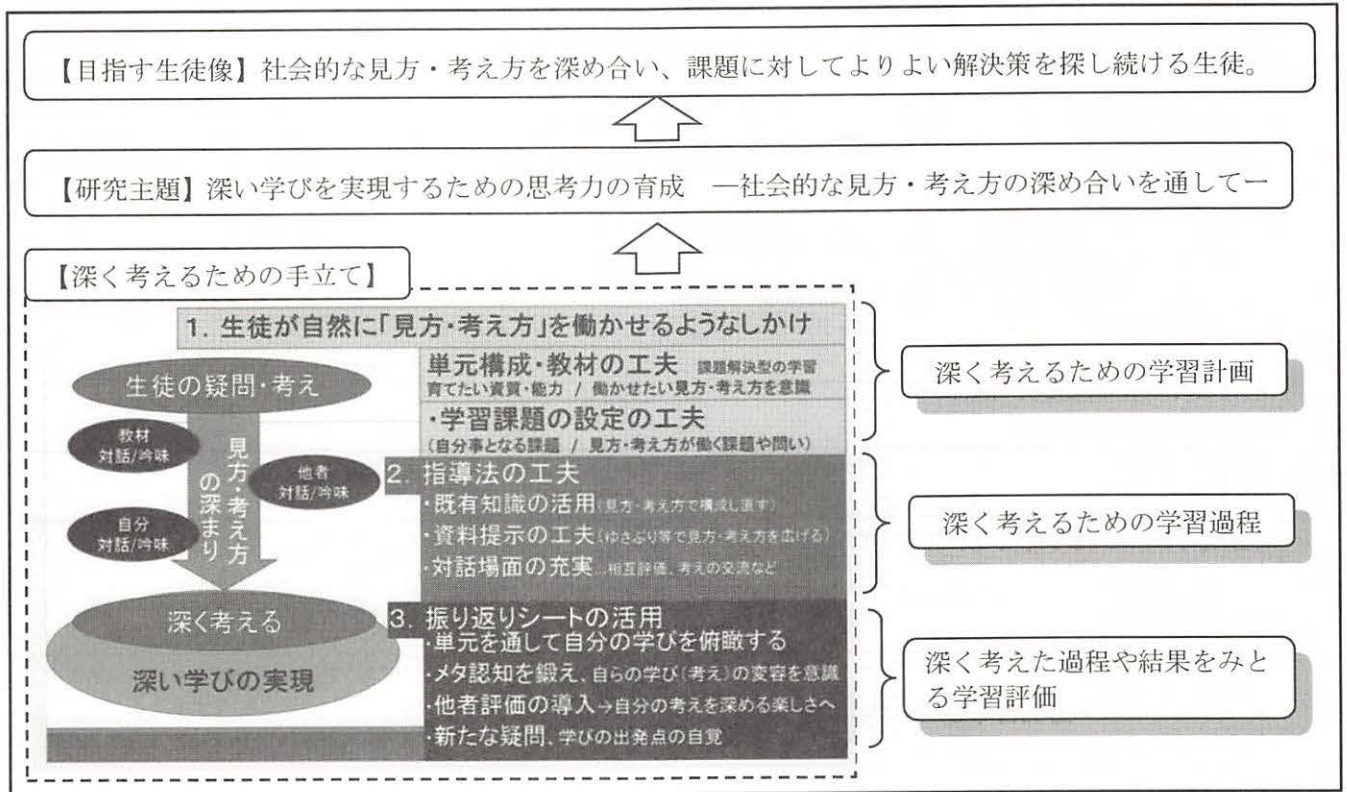 【目指す生徒像】社会的な見方・考え方を深め合い、課題に対してよりよい解決策を探し続ける生徒。
【研究主題】深い学びを実現するための思考力の育成　―社会的な見方・考え方の深め合いを通してー
【深く考えるための手立て】
1. 生徒が自然に「見方・考え方」を働かせるようなしかけ
単元構成・教材の工夫 課題解決型の学習
育てたい資質・能力 / 働かせたい見方・考え方を意識
・学習課題の設定の工夫
(自分事となる課題 / 見方・考え方が働く課題や問い)
生徒の疑問・考え
教材
対話/吟味
他者
対話/吟味
自分
対話/吟味
見方・考え方
の深まり
深く考える
深い学びの実現
2. 指導法の工夫
・既有知識の活用(見方・考え方で構成し直す)
・資料提示の工夫(ゆさぶり等で見方・考え方を広げる)
・対話場面の充実…相互評価、考えの交流など
3. 振り返りシートの活用
・単元を通して自分の学びを俯瞰する
・メタ認知を鍛え、自らの学び(考え)の変容を意識
・他者評価の導入→自分の考えを深める楽しさへ
・新たな疑問、学びの出発点の自覚
深く考えるための学習計画
深く考えるための学習過程
深く考えた過程や結果をみと
る学習評価